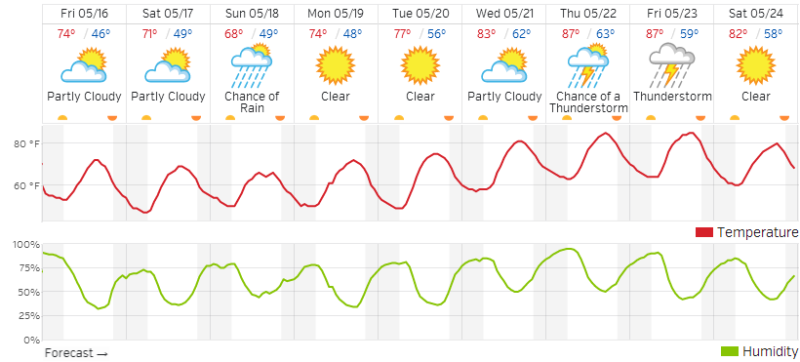 Fri 05/16 Sat 05/17 Sun 05/18 Mon 05/19 Tue 05/20 Wed 05/21 Thu 05/22 Fri 05/23 Sat 05/24
74° / 46° 71° / 49° 68° / 49° 74° / 48° 77° / 56° 83° / 62° 87° / 63° 87° / 59° 82° / 58°
Partly Cloudy Partly Cloudy Chance of Clear Clear Partly Cloudy Chance of a Thunderstorm Clear
Rain Thunderstorm
80 °F
60 °F
Temperature
100%
75%
50%
25%
0%
Forecast →
Humidity